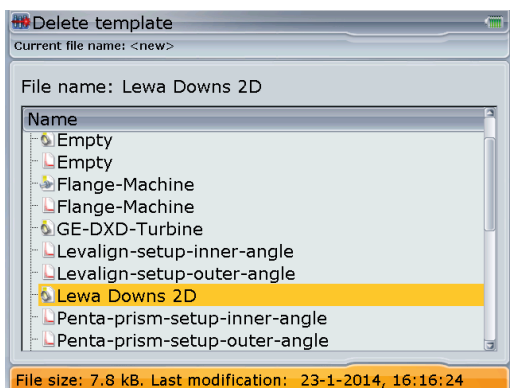 Delete template
Current file name: <new>
File name: Lewa Downs 2D
Name
Empty
Empty
Flange-Machine
Flange-Machine
GE-DXD-Turbine
Levalign-setup-inner-angle
Levalign-setup-outer-angle
Lewa Downs 2D
Penta-prism-setup-inner-angle
Penta-prism-setup-outer-angle
File size: 7.8 kB. Last modification: 23-1-2014, 16:16:24